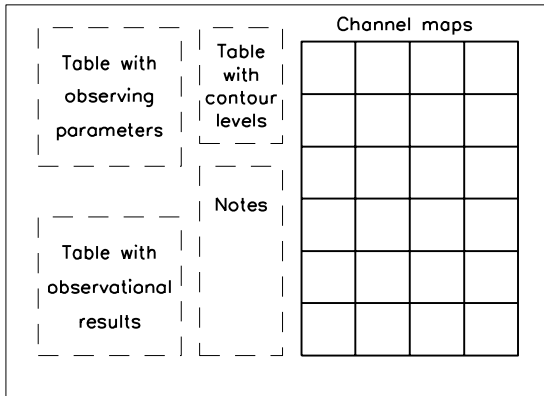 Table with
observing
parameters
Table with
observational
results
Table
with
contour
levels
Notes
Channel maps